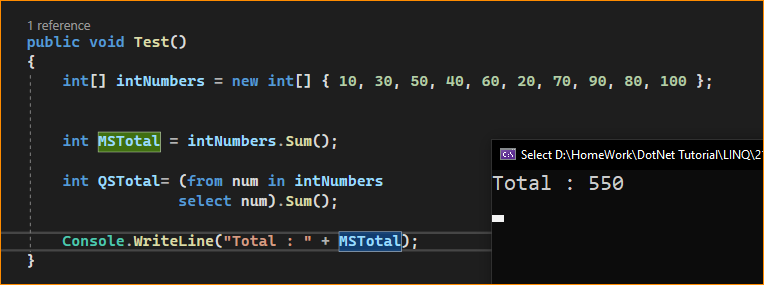 1 reference
public void Test()
{
int[] intNumbers = new int[] { 10, 30, 50, 40, 60, 20, 70, 90, 80, 100 };
int MSTotal = intNumbers.Sum();
int QSTotal= (from num in intNumbers
select num).Sum();
Console.WriteLine("Total : " + MSTotal);
}
Select D:\HomeWork\DotNet Tutorial\LINQ\2
Total : 550